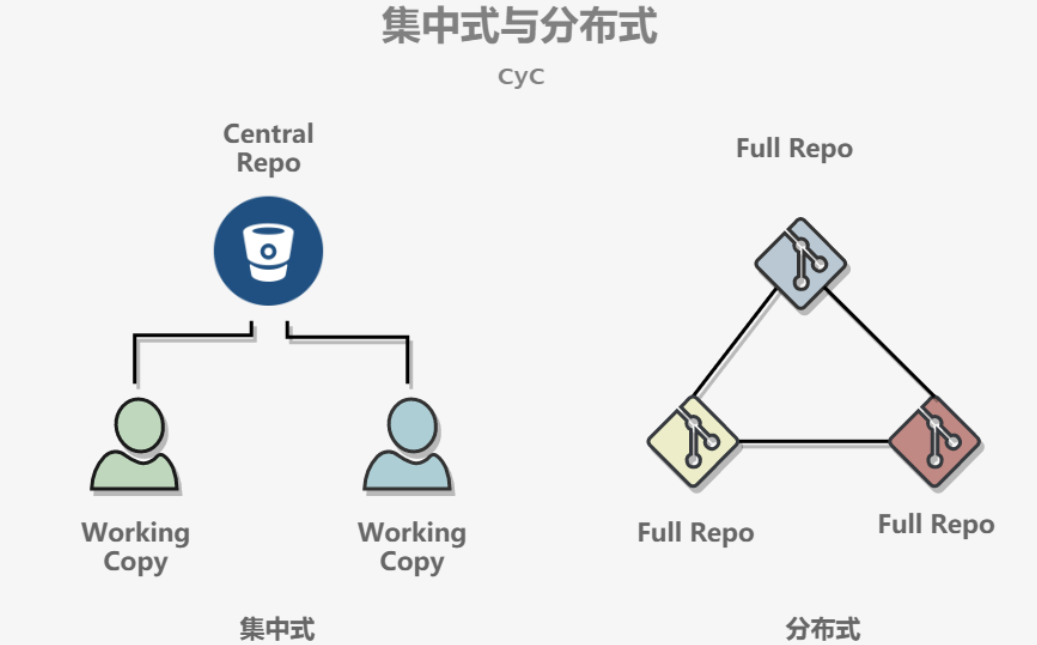 集中式与分布式
CyC
Central
Repo
Full Repo
Working
Copy
Working
Copy
Full Repo
Full Repo
集中式
分布式